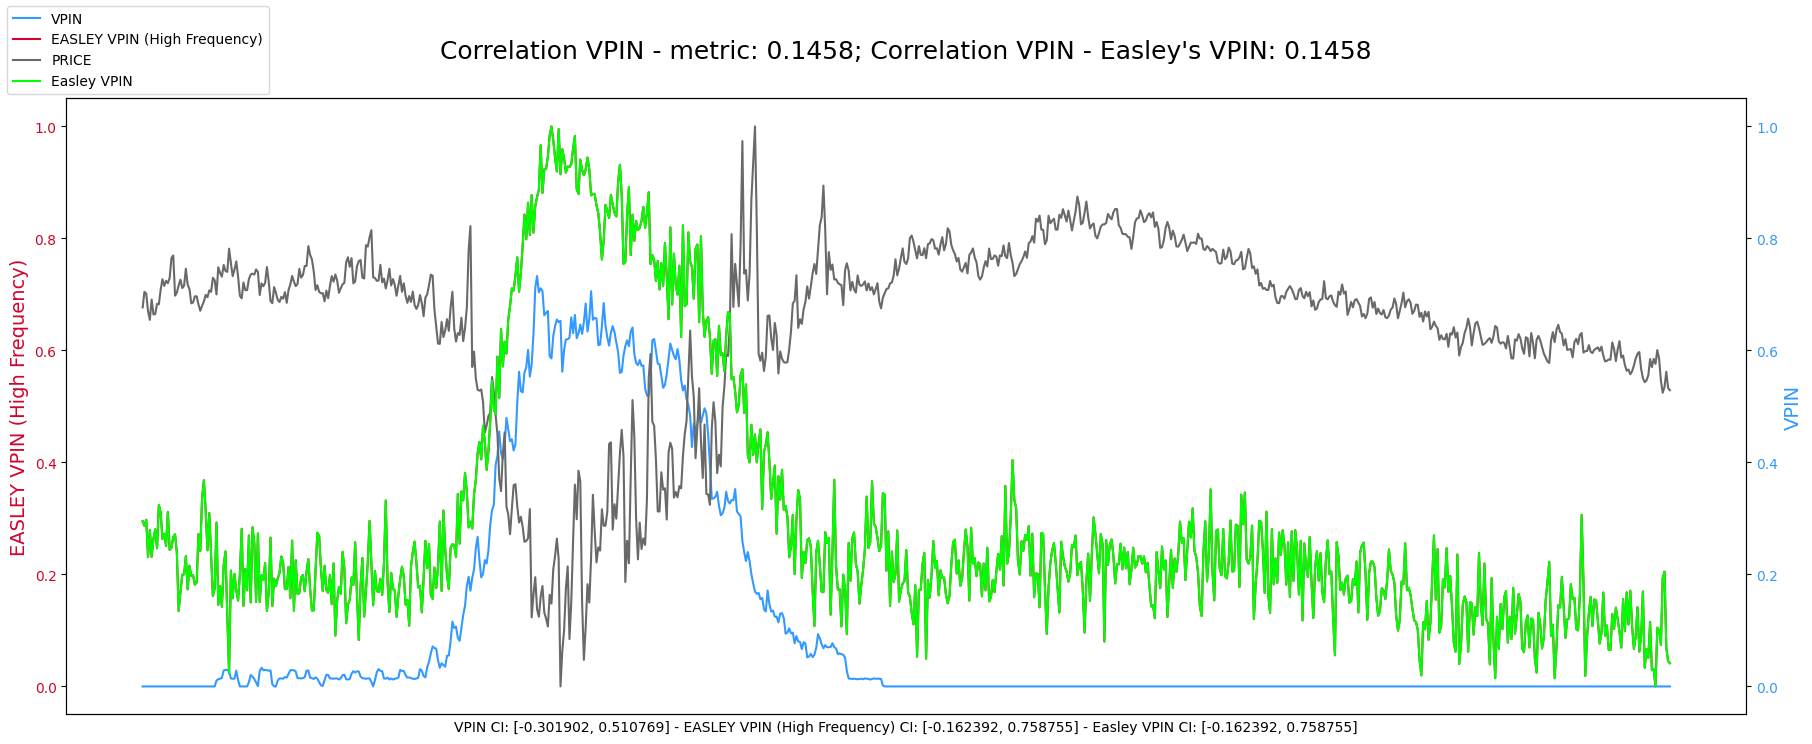 VPIN
EASLEY VPIN (High Frequency)
PRICE
Easley VPIN
Correlation VPIN - metric: 0.1458; Correlation VPIN - Easley's VPIN: 0.1458
EASLEY VPIN (High Frequency)
1.0
0.8
0.6
0.4
0.2
0.0
1.0
0.8
0.6
0.4
0.2
0.0
VPIN
VPIN CI: [-0.301902, 0.510769] - EASLEY VPIN (High Frequency) CI: [-0.162392, 0.758755] - Easley VPIN CI: [-0.162392, 0.758755]